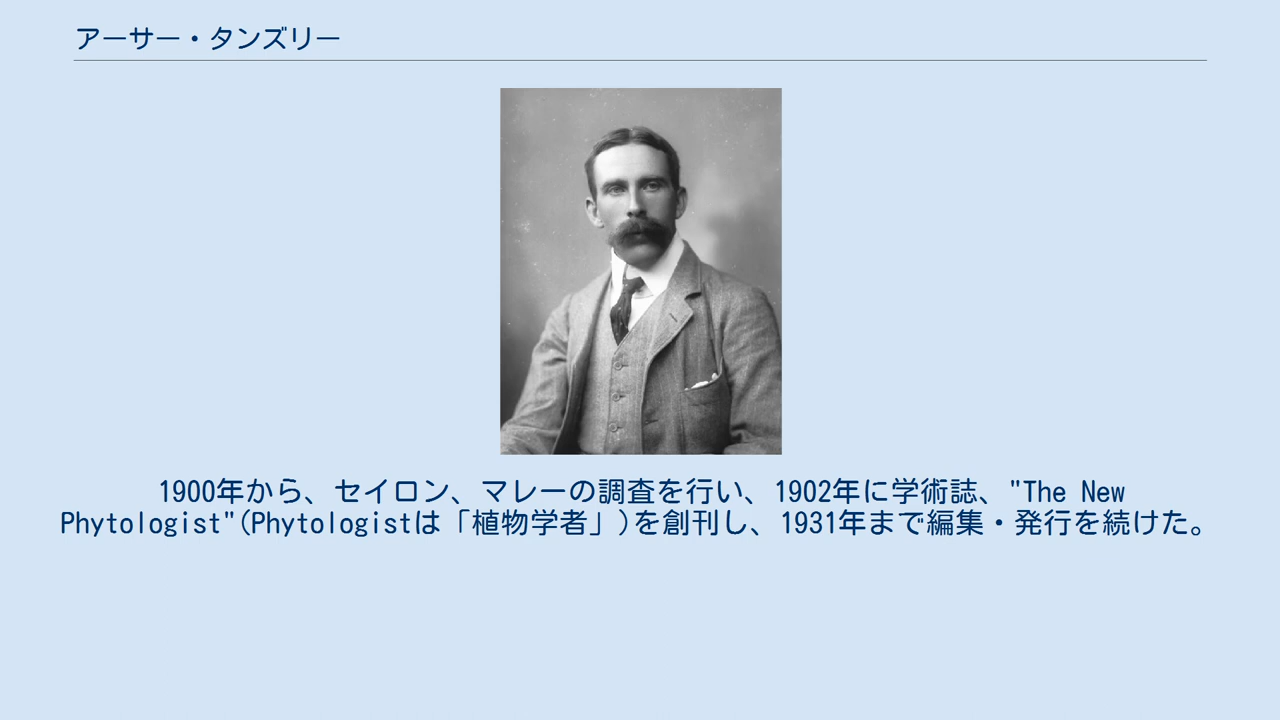 アーサー・タンズリー
1900年から、セイロン、マレーの調査を行い、1902年に学術誌、"The New
Phytologist"(Phytologistは「植物学者」)を創刊し、1931年まで編集・発行を続けた。